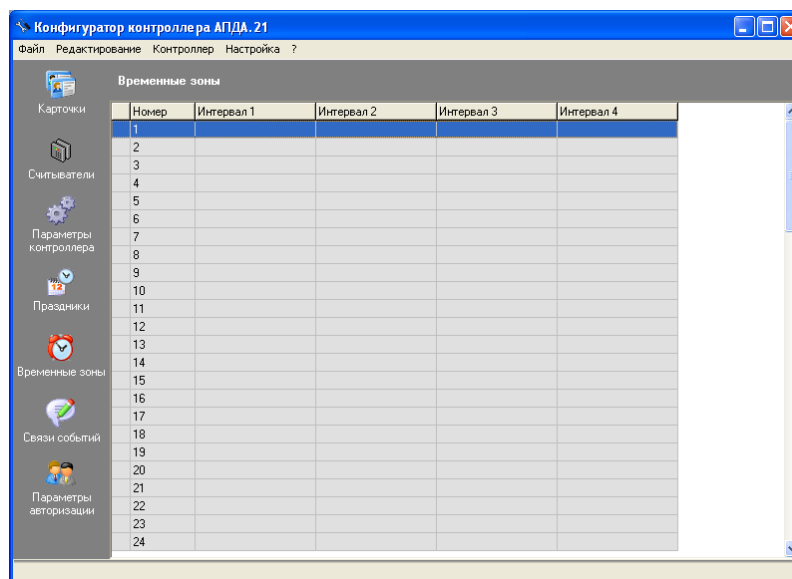 Конфигуратор контроллера АПДА.21
Файл Редактирование Контроллер Настройка ?
Временные зоны
Карточки
Считыватели
Параметры
контроллера
12
Праздники
Временные зоны
Связи событий
Параметры
авторизации
Номер Интервал 1 Интервал 2 Интервал 3 Интервал 4
1
2
3
4
5
6
7
8
9
10
11
12
13
14
15
16
17
18
19
20
21
22
23
24